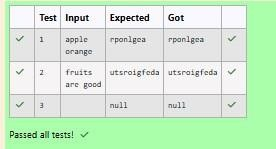 Test Input Expected Got
1 apple rponlgea rponlgea
orange
2 fruits utsroigfeda utsroigfeda
are good
3 null null
Passed all tests!